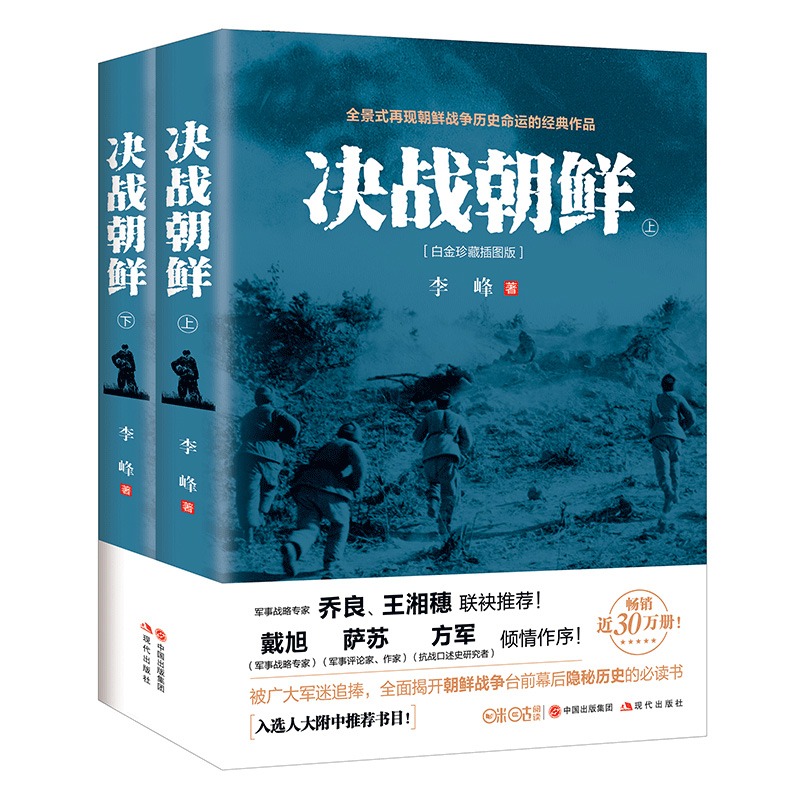 决战朝鲜
下
李峰
著
中国出版集团
现代出版社
决战朝鲜
上
李峰
著
全景式再现朝鲜战争历史命运的经典作品
决战朝鲜
上
[白金珍藏插图版]
李峰 著
军事战略专家 乔良、王湘穗 联袂推荐!
戴旭 萨苏 方军 倾情作序!
(军事战略专家)(军事评论家、作家)(抗战口述史研究者)
畅销
近30万册!
被广大军迷追捧,全面揭开朝鲜战争台前幕后隐秘历史的必读书
[入选人大附中推荐书目!]
咪咕阅读 中国出版集团 现代出版社